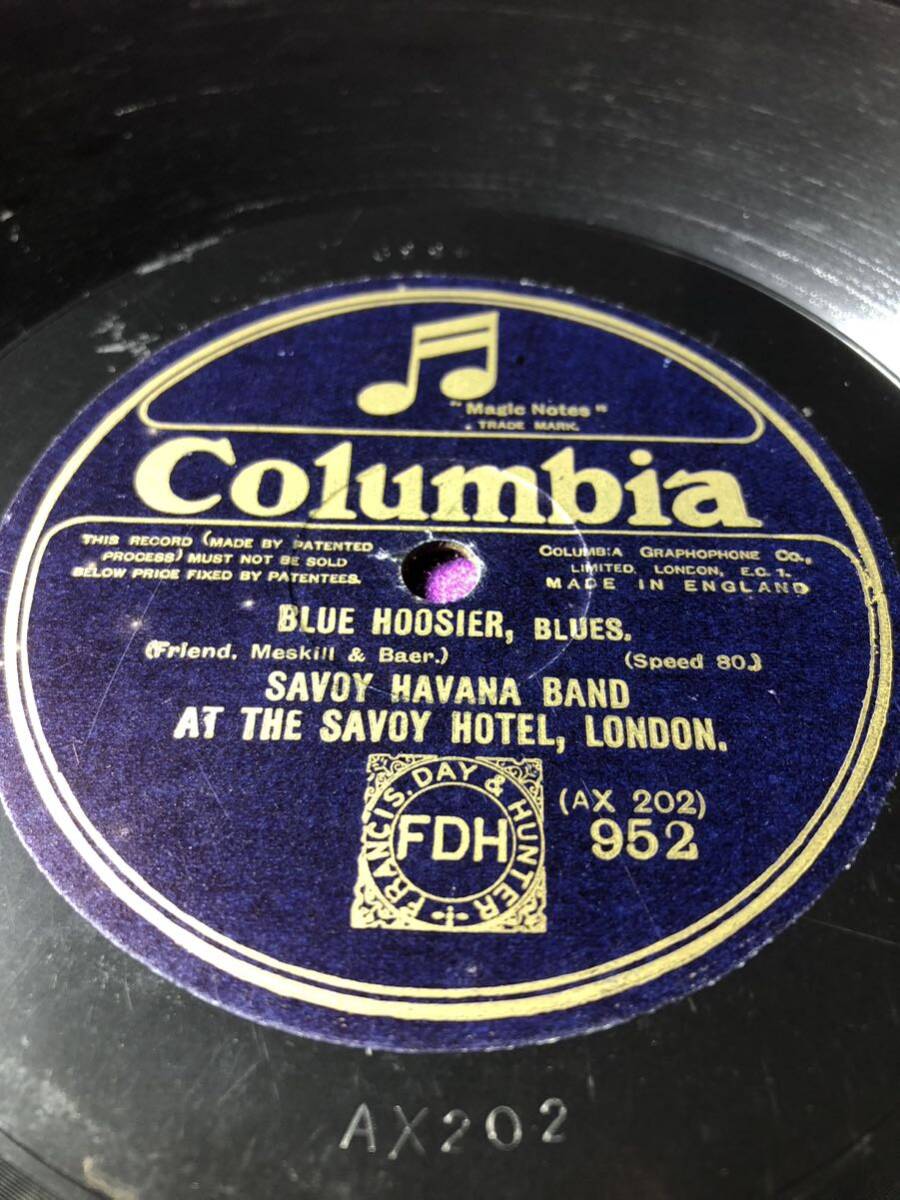 "Magic Notes"
TRADE MARK.
Columbia
THIS RECORD (MADE BY PATENTED
PROCESS) MUST NOT BE SOLD
BELOW PRICE FIXED BY PATENTEES.
COLUMBIA GRAPHOPHONE CO.,
LIMITED. LONDON, E.C. 1.
MADE IN ENGLAND
BLUE HOOSIER, BLUES.
(Friend, Meskill & Baer.)
(Speed 80.)
SAVOY HAVANA BAND
AT THE SAVOY HOTEL, LONDON.
FRANCIS, DAY & HUNTER
FDH
(AX 202)
952
AX202